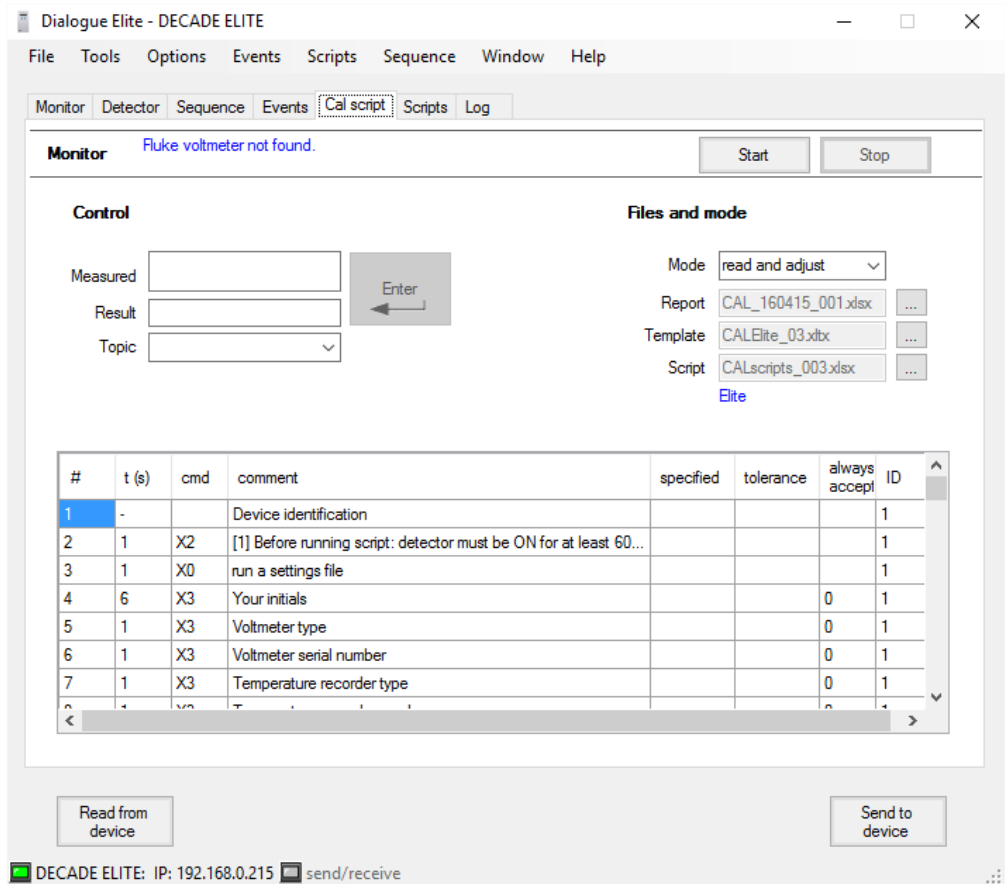 Dialogue Elite - DECADE ELITE
File Tools Options Events Scripts Sequence Window Help
Monitor Detector Sequence Events Cal script Scripts Log
Monitor Fluke voltmeter not found. Start Stop
Control Files and mode
Measured Enter Mode read and adjust
Result Report CAL_160415_001.xlsx ...
Topic Template CALElite_03.xltx ...
Script CALscripts_003.xlsx ...
Elite
# t (s) cmd comment specified tolerance always accept ID
1 - Device identification 1
2 1 X2 [1] Before running script: detector must be ON for at least 60... 1
3 1 X0 run a settings file 1
4 6 X3 Your initials 0 1
5 1 X3 Voltmeter type 0 1
6 1 X3 Voltmeter serial number 0 1
7 1 X3 Temperature recorder type 0 1
Read from device Send to device
DECADE ELITE: IP: 192.168.0.215 send/receive